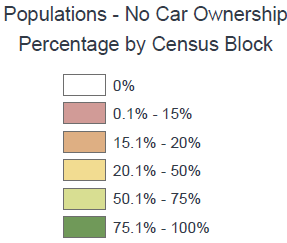 Populations - No Car Ownership
Percentage by Census Block
0%
0.1% - 15%
15.1% - 20%
20.1% - 50%
50.1% - 75%
75.1% - 100%